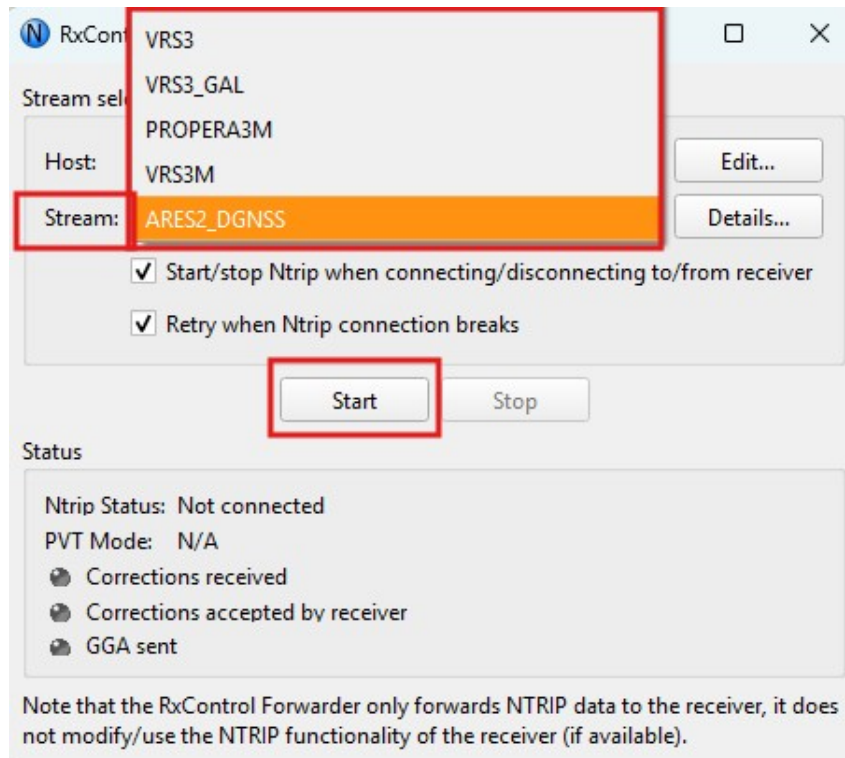 RxCont
VRS3
Stream sel
VRS3_GAL
PROPERA3M
Host:
VRS3M
Edit...
Stream:
ARES2_DGNSS
Details...
Start/stop Ntrip when connecting/disconnecting to/from receiver
Retry when Ntrip connection breaks
Start
Stop
Status
Ntrip Status: Not connected
PVT Mode: N/A
Corrections received
Corrections accepted by receiver
GGA sent
Note that the RxControl Forwarder only forwards NTRIP data to the receiver, it does
not modify/use the NTRIP functionality of the receiver (if available).